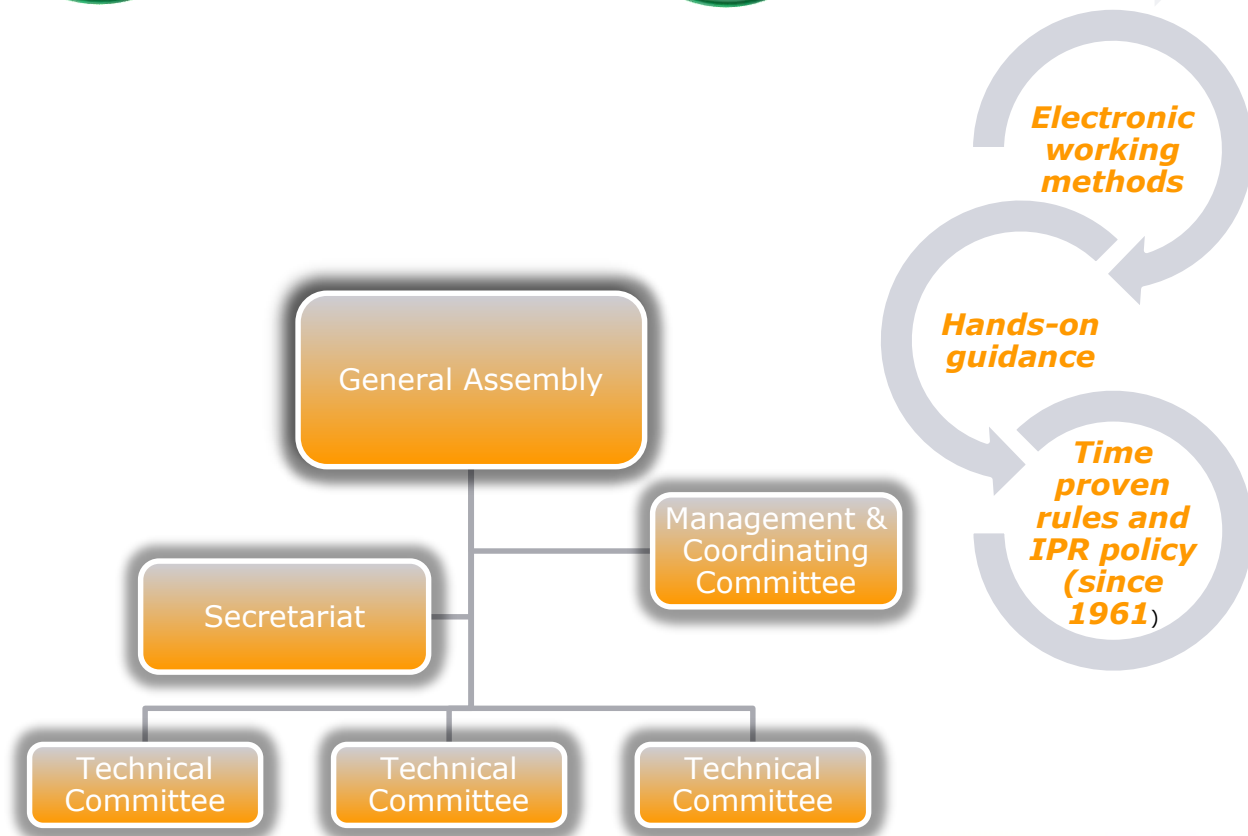 General Assembly
Management &
Coordinating
Committee
Secretariat
Technical
Committee
Technical
Committee
Technical
Committee
Electronic
working
methods
Hands-on
guidance
Time
proven
rules and
IPR policy
(since
1961)